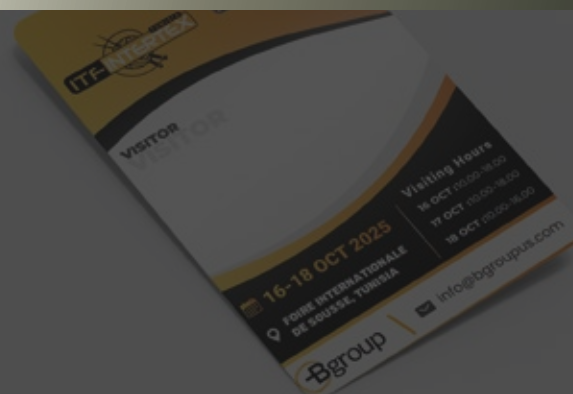 ITF-INTERTEX
VISITOR
VISITOR
Visiting Hours
16 OCT (10.00-18.00
17 OCT (10.00-18.00
18 OCT (10.00-16.00
16-18 OCT 2025
FOIRE INTERNATIONALE
DE SOUSSE, TUNISIA
Bgroup
info@bgroupus.com